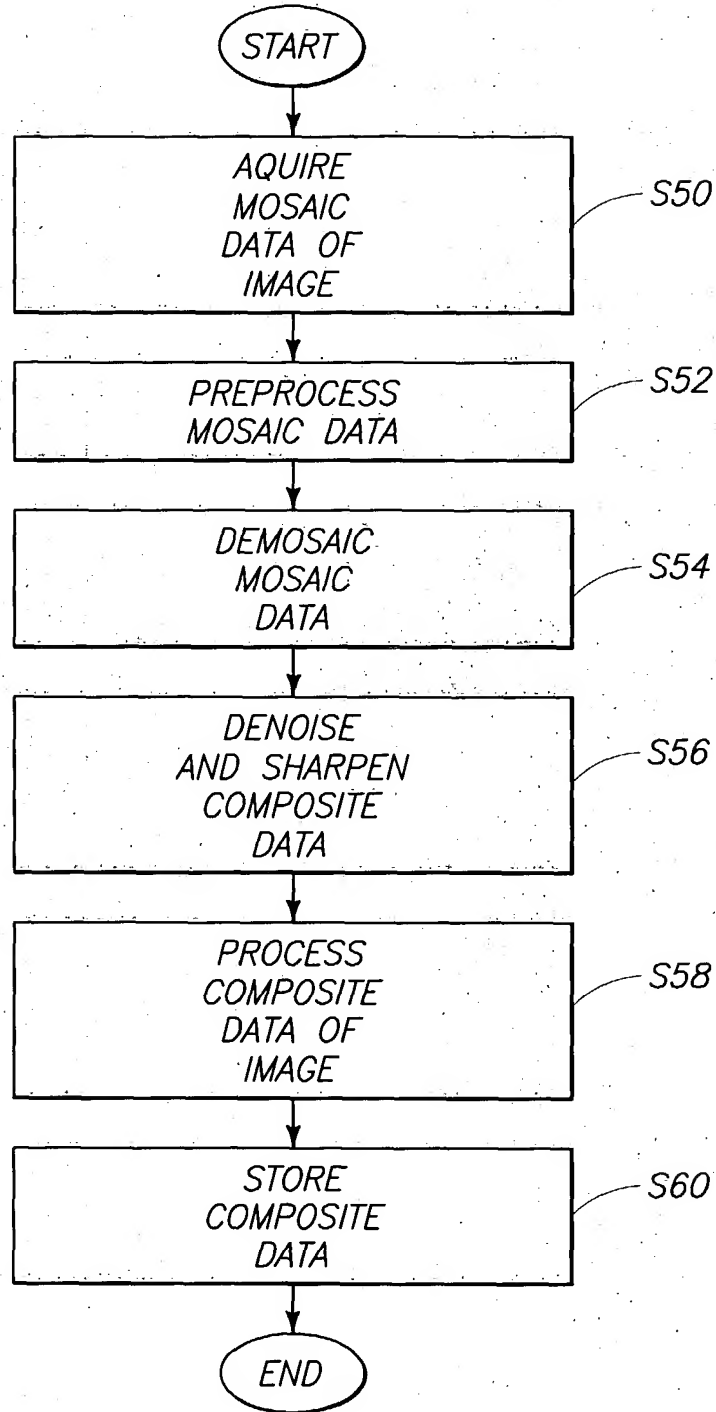 START
AQUIRE
MOSAIC
DATA OF
IMAGE
S50
PREPROCESS
MOSAIC DATA
S52
DEMOSAIC
MOSAIC
DATA
S54
DENOISE
AND SHARPEN
COMPOSITE
DATA
S56
PROCESS
COMPOSITE
DATA OF
IMAGE
S58
STORE
COMPOSITE
DATA
S60
END